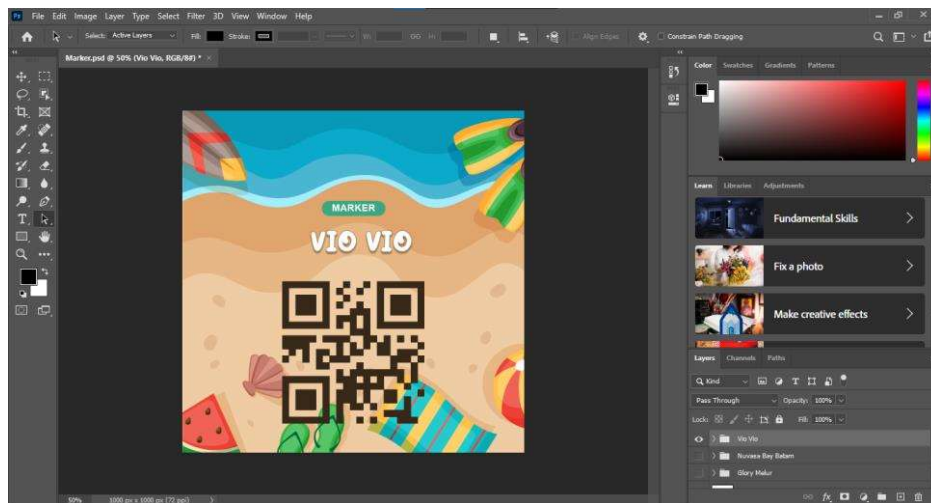 Ps File Edit Image Layer Type Select Filter 3D View Window Help
Select: Active Layers Fill: Stroke: W: H: Align Edges Constrain Path Dragging
Marker.psd @ 50% (Vio Vio, RGB/8#) * ×
MARKER
VIO VIO
50% 1000 px x 1000 px (72 ppi)
Color Swatches Gradients Patterns
Learn Libraries Adjustments
Fundamental Skills
Fix a photo
Make creative effects
Layers Channels Paths
Kind
Pass Through Opacity: 100%
Lock: Fill: 100%
Vio Vio
Nuvasa Bay Batam
Glory Melur